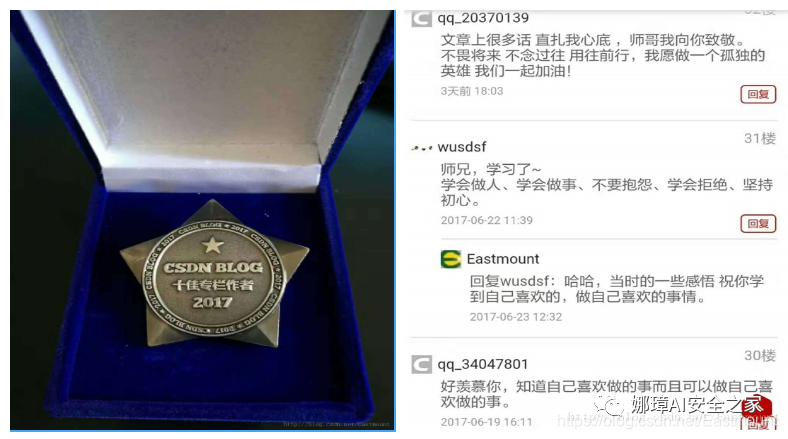 CSDN BLOG
十佳专栏作者
2017
2017 ★ CSDN BLOG ★ 2017 ★ CSDN BLOG ★ 2017 ★ CSDN BLOG
http://blog.csdn.net/Eastmount
qq_20370139
32楼
文章上很多话 直扎我心底 ，师哥我向你致敬。
不畏将来 不念过往 用往前行，我愿做一个孤独的
英雄 我们一起加油！
3天前 18:03
回复
31楼
wusdsf
师兄，学习了~
学会做人、学会做事、不要抱怨、学会拒绝、坚持
初心。
2017-06-22 11:39
回复
Eastmount
回复wusdsf：哈哈，当时的一些感悟 祝你学
到自己喜欢的，做自己喜欢的事情。
2017-06-23 12:32
30楼
qq_34047801
好羡慕你，知道自己喜欢做的事而且可以做自己喜
欢做的事。
2017-06-19 16:11
回复
娜璋AI安全之家
https://blog.csdn.net/Eastmount